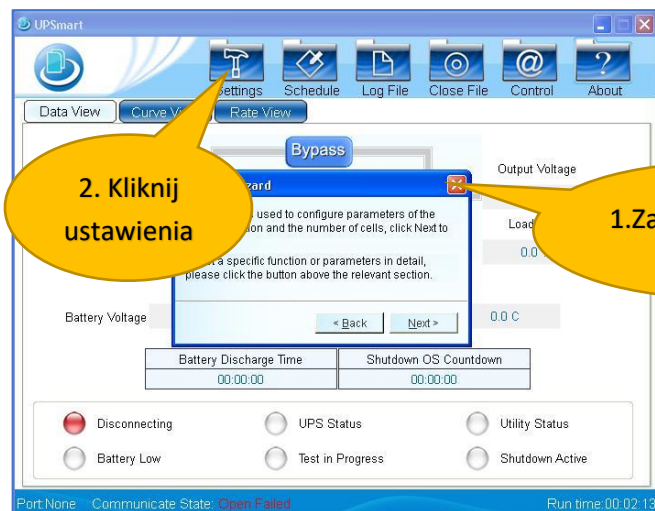 UPSmart
Settings Schedule Log File Close File Control About
Data View Curve View Rate View
Bypass
Output Voltage
2. Kliknij
ustawienia
1.Za
used to configure parameters of the
and the number of cells, click Next to
a specific function or parameters in detail,
please click the button above the relevant section.
< Back Next >
0.0
Battery Voltage
0.0 C
Battery Discharge Time Shutdown OS Countdown
00:00:00 00:00:00
Disconnecting UPS Status Utility Status
Battery Low Test in Progress Shutdown Active
Port:None Communicate State: Open Failed Run time:00:02:13